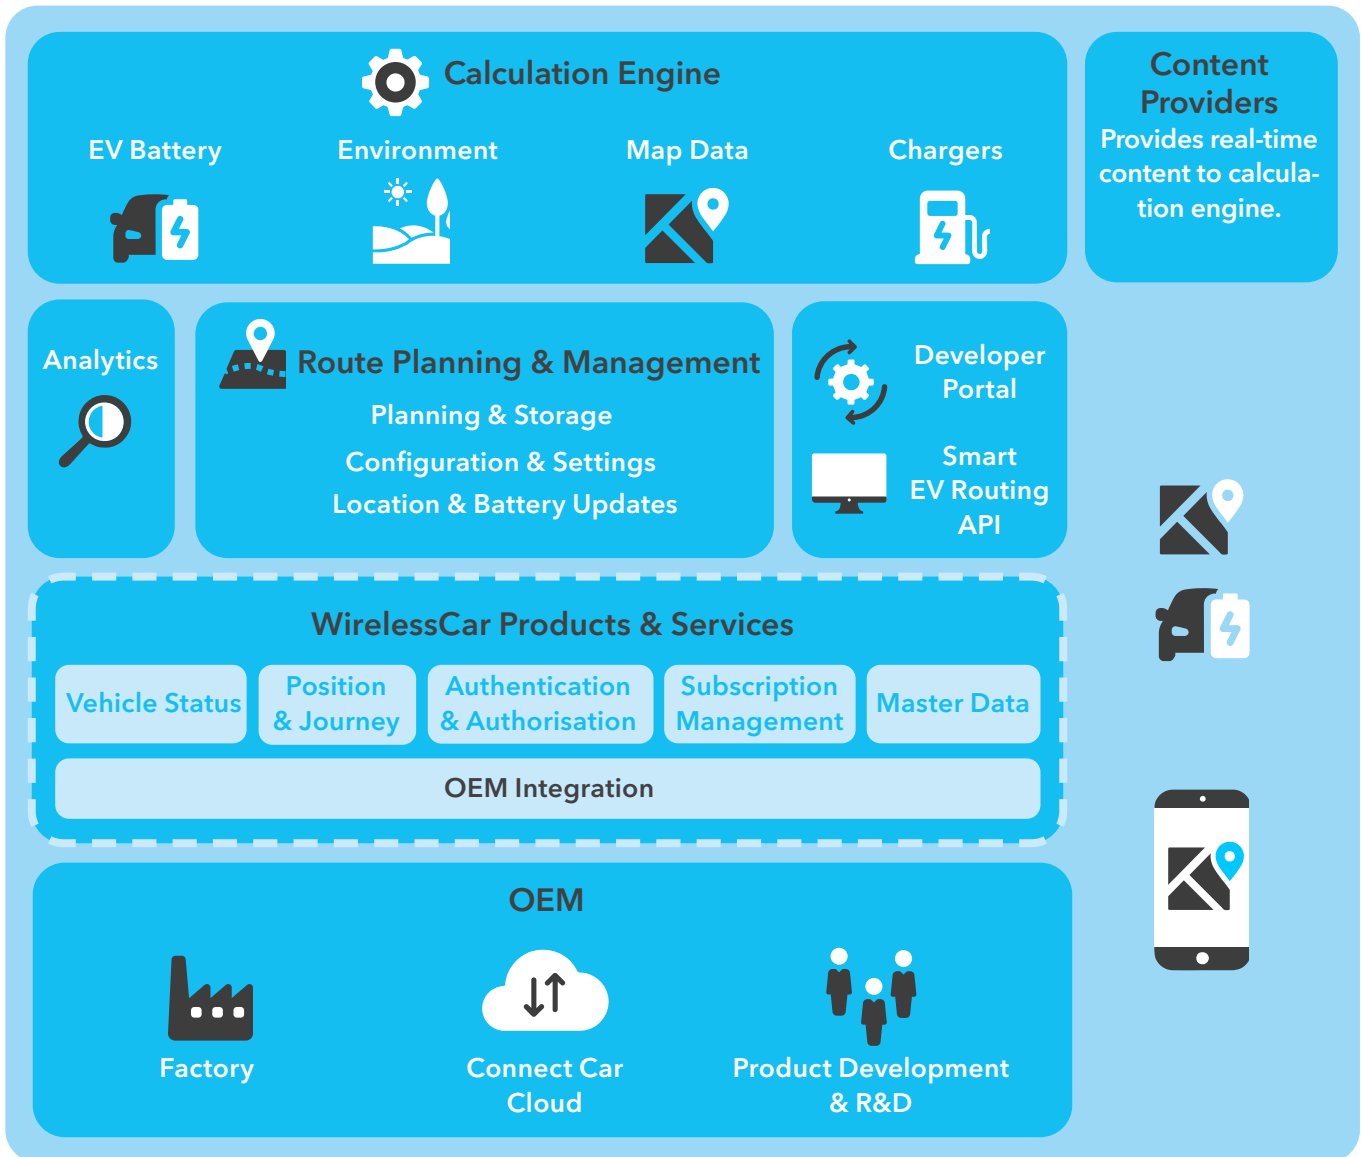 Calculation Engine
EV Battery
Environment
Map Data
Chargers
Content
Providers
Provides real-time
content to calcula-
tion engine.
Analytics
Route Planning & Management
Planning & Storage
Configuration & Settings
Location & Battery Updates
Developer
Portal
Smart
EV Routing
API
WirelessCar Products & Services
Vehicle Status
Position
& Journey
Authentication
& Authorisation
Subscription
Management
Master Data
OEM Integration
OEM
Factory
Connect Car
Cloud
Product Development
& R&D